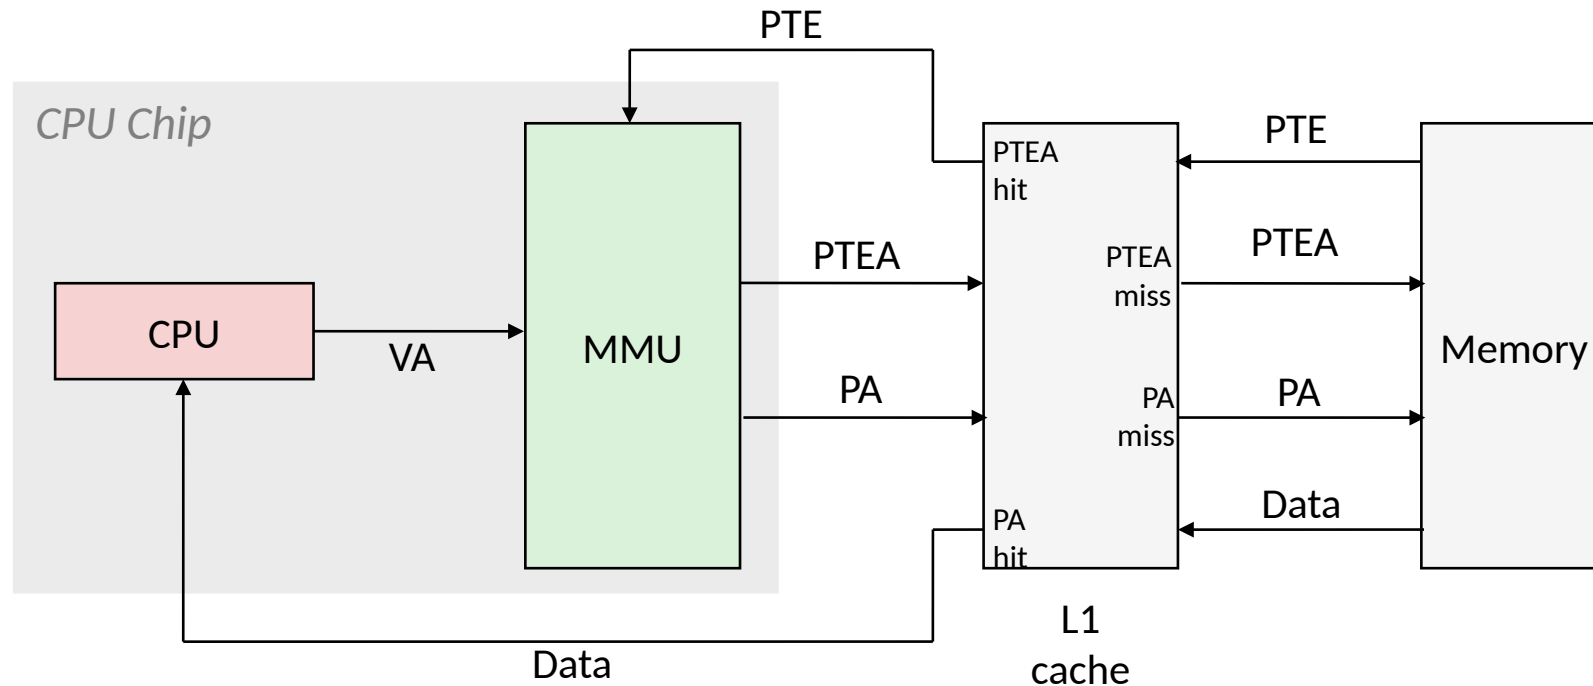 PTE
CPU Chip
PTEA
hit
PTE
PTEA
PTEA
miss
PTEA
CPU
VA
MMU
Memory
PA
PA
miss
PA
PA
hit
Data
L1
cache
Data